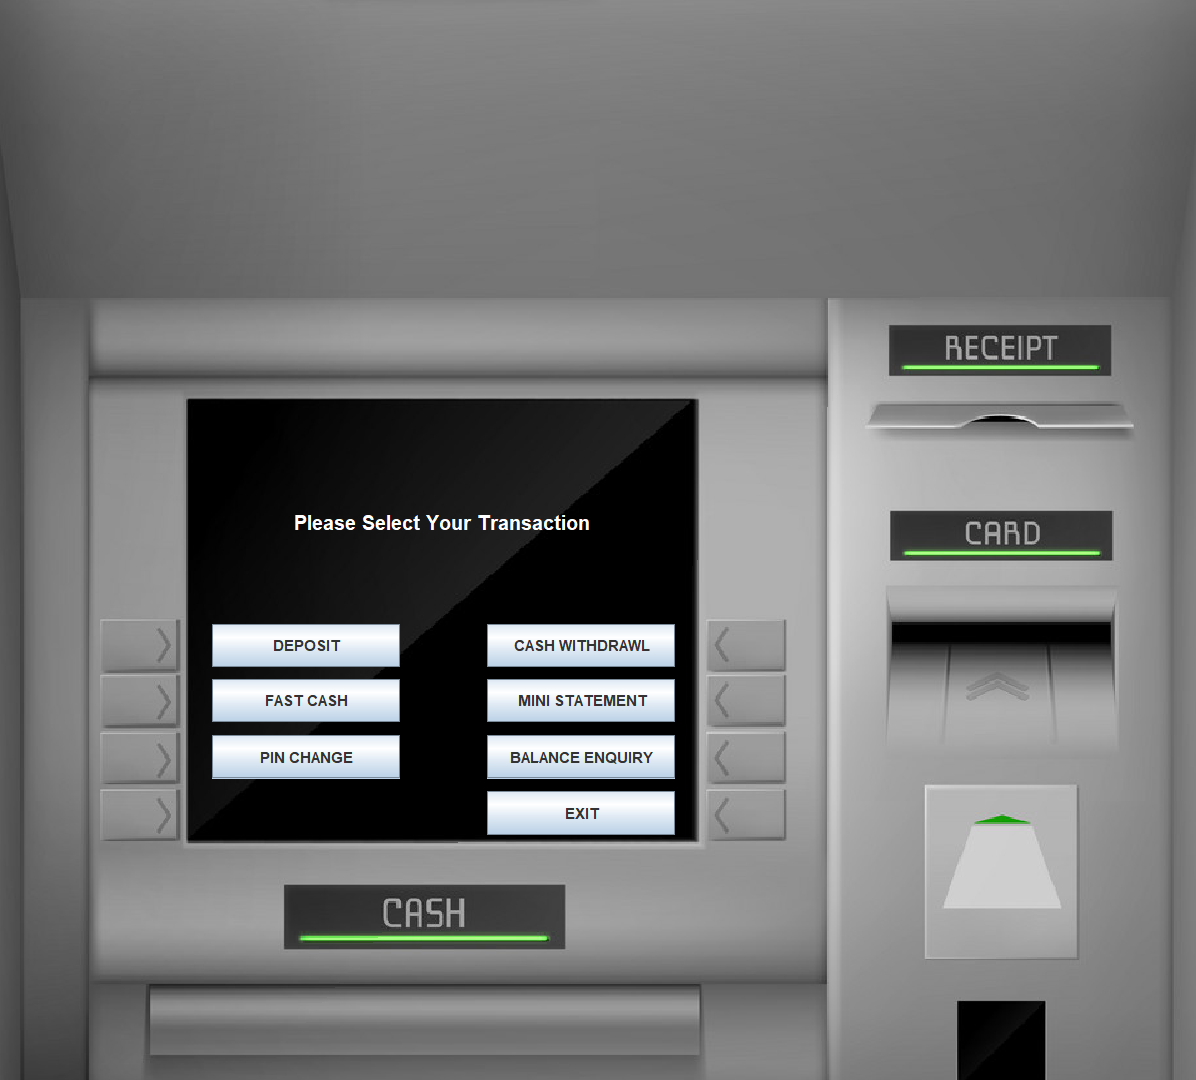 RECEIPT
Please Select Your Transaction
CARD
DEPOSIT
CASH WITHDRAWL
FAST CASH
MINI STATEMENT
PIN CHANGE
BALANCE ENQUIRY
EXIT
CASH